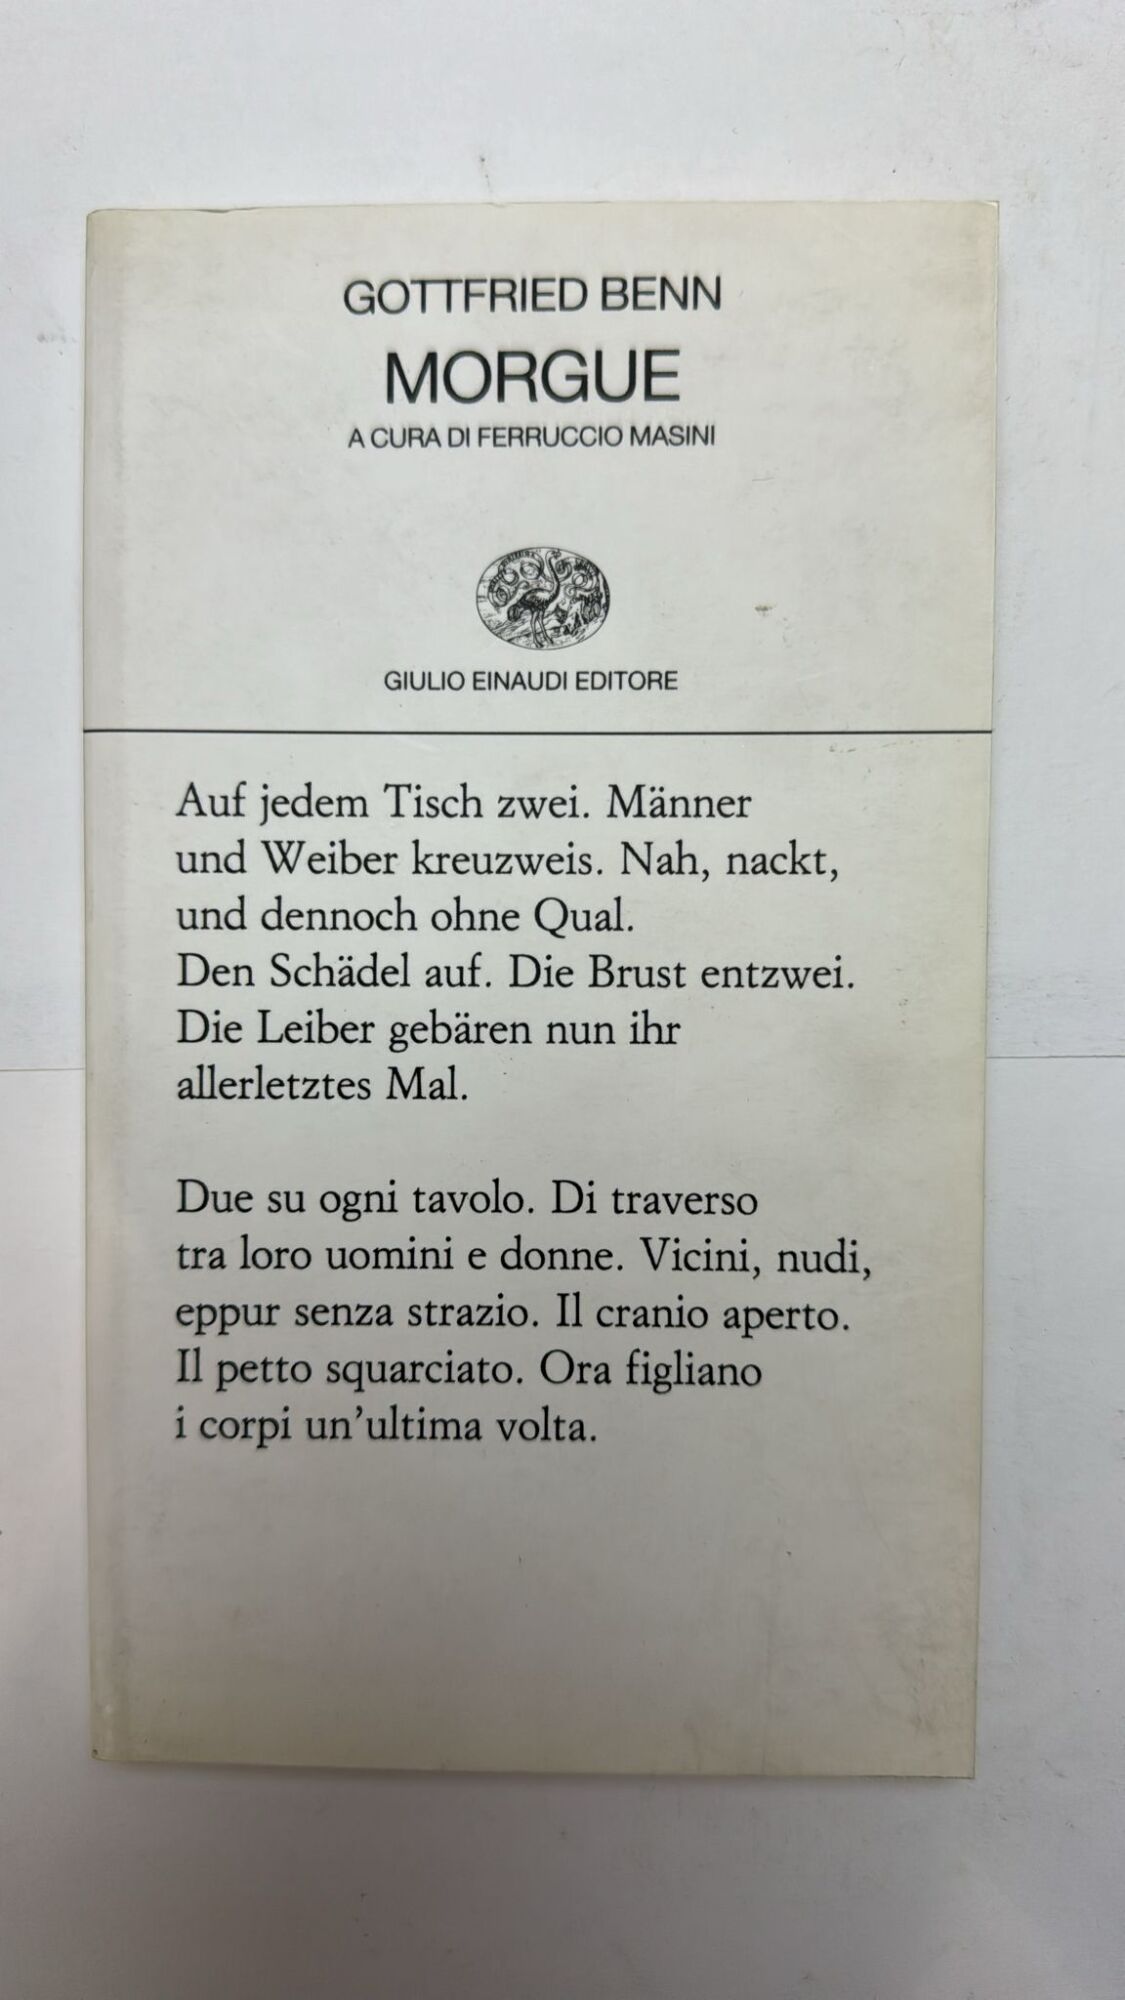 GOTTFRIED BENN
MORGUE
A CURA DI FERRUCCIO MASINI
GIULIO EINAUDI EDITORE
Auf jedem Tisch zwei. Männer
und Weiber kreuzweis. Nah, nackt,
und dennoch ohne Qual.
Den Schädel auf. Die Brust entzwei.
Die Leiber gebären nun ihr
allerletztes Mal.
Due su ogni tavolo. Di traverso
tra loro uomini e donne. Vicini, nudi,
eppur senza strazio. Il cranio aperto.
Il petto squarciato. Ora figliano
i corpi un'ultima volta.